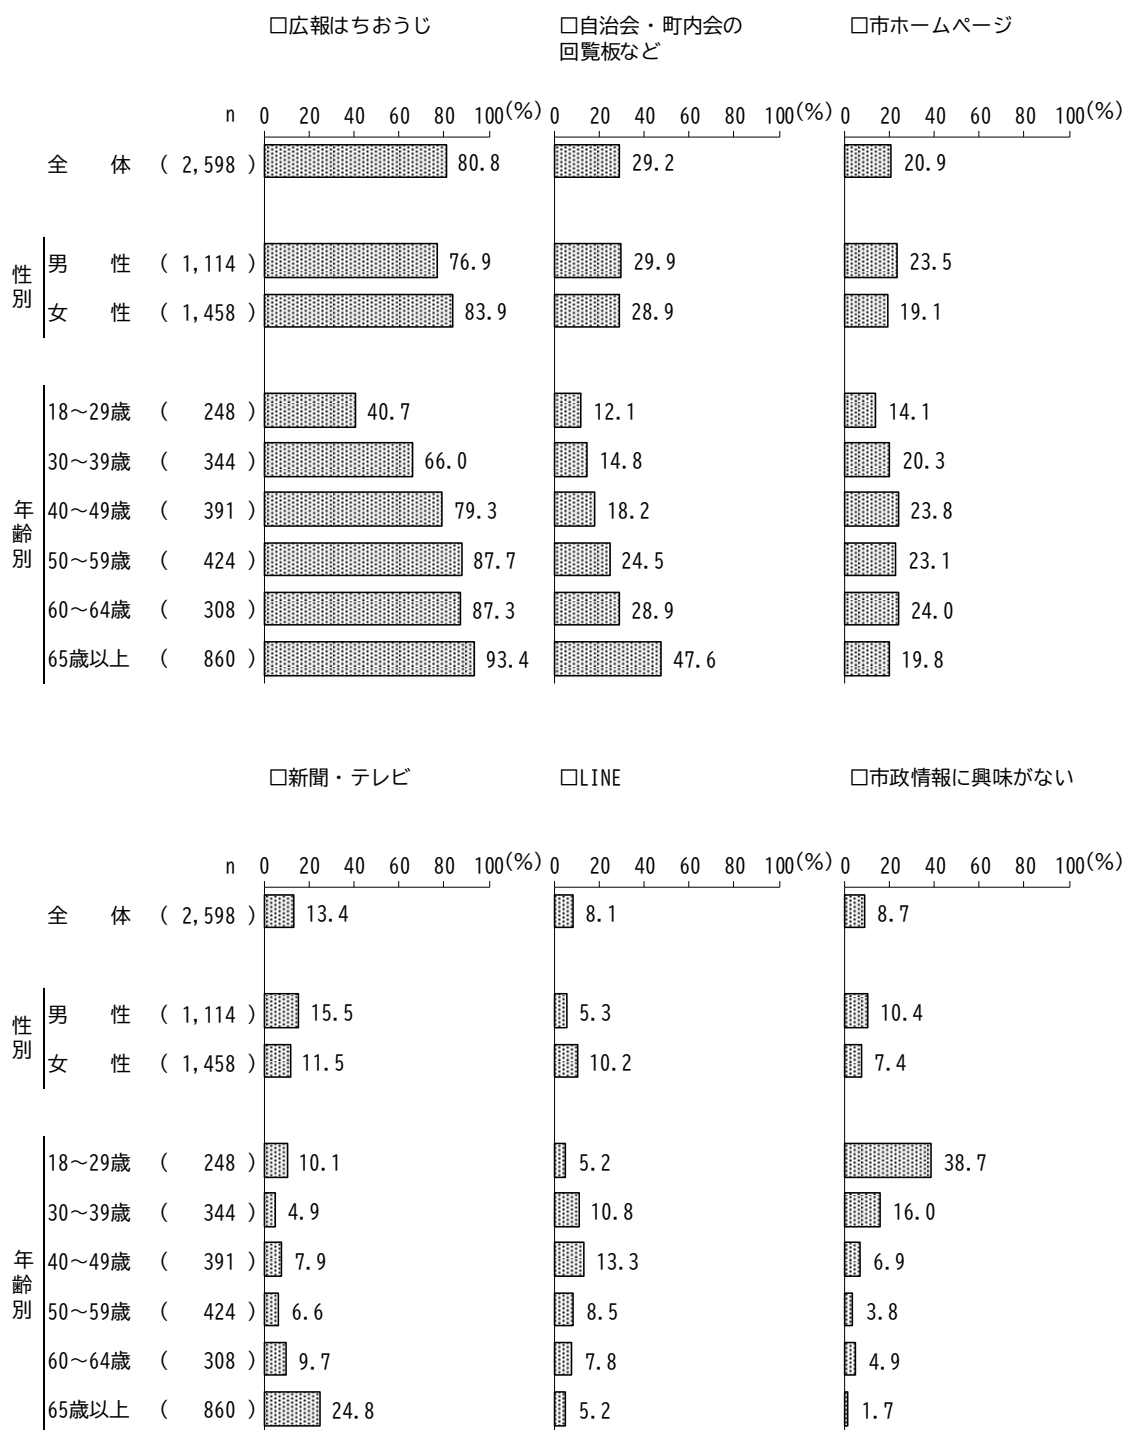 □広報はちおうじ □自治会・町内会の □市ホームページ
回覧板など
n 0 20 40 60 80 100(%) 0 20 40 60 80 100(%) 0 20 40 60 80 100(%)
全 体 ( 2,598 ) 80.8 29.2 20.9
性別
男 性 ( 1,114 ) 76.9 29.9 23.5
女 性 ( 1,458 ) 83.9 28.9 19.1
年齢別
18～29歳 ( 248 ) 40.7 12.1 14.1
30～39歳 ( 344 ) 66.0 14.8 20.3
40～49歳 ( 391 ) 79.3 18.2 23.8
50～59歳 ( 424 ) 87.7 24.5 23.1
60～64歳 ( 308 ) 87.3 28.9 24.0
65歳以上 ( 860 ) 93.4 47.6 19.8
□新聞・テレビ □LINE □市政情報に興味がない
n 0 20 40 60 80 100(%) 0 20 40 60 80 100(%) 0 20 40 60 80 100(%)
全 体 ( 2,598 ) 13.4 8.1 8.7
性別
男 性 ( 1,114 ) 15.5 5.3 10.4
女 性 ( 1,458 ) 11.5 10.2 7.4
年齢別
18～29歳 ( 248 ) 10.1 5.2 38.7
30～39歳 ( 344 ) 4.9 10.8 16.0
40～49歳 ( 391 ) 7.9 13.3 6.9
50～59歳 ( 424 ) 6.6 8.5 3.8
60～64歳 ( 308 ) 9.7 7.8 4.9
65歳以上 ( 860 ) 24.8 5.2 1.7